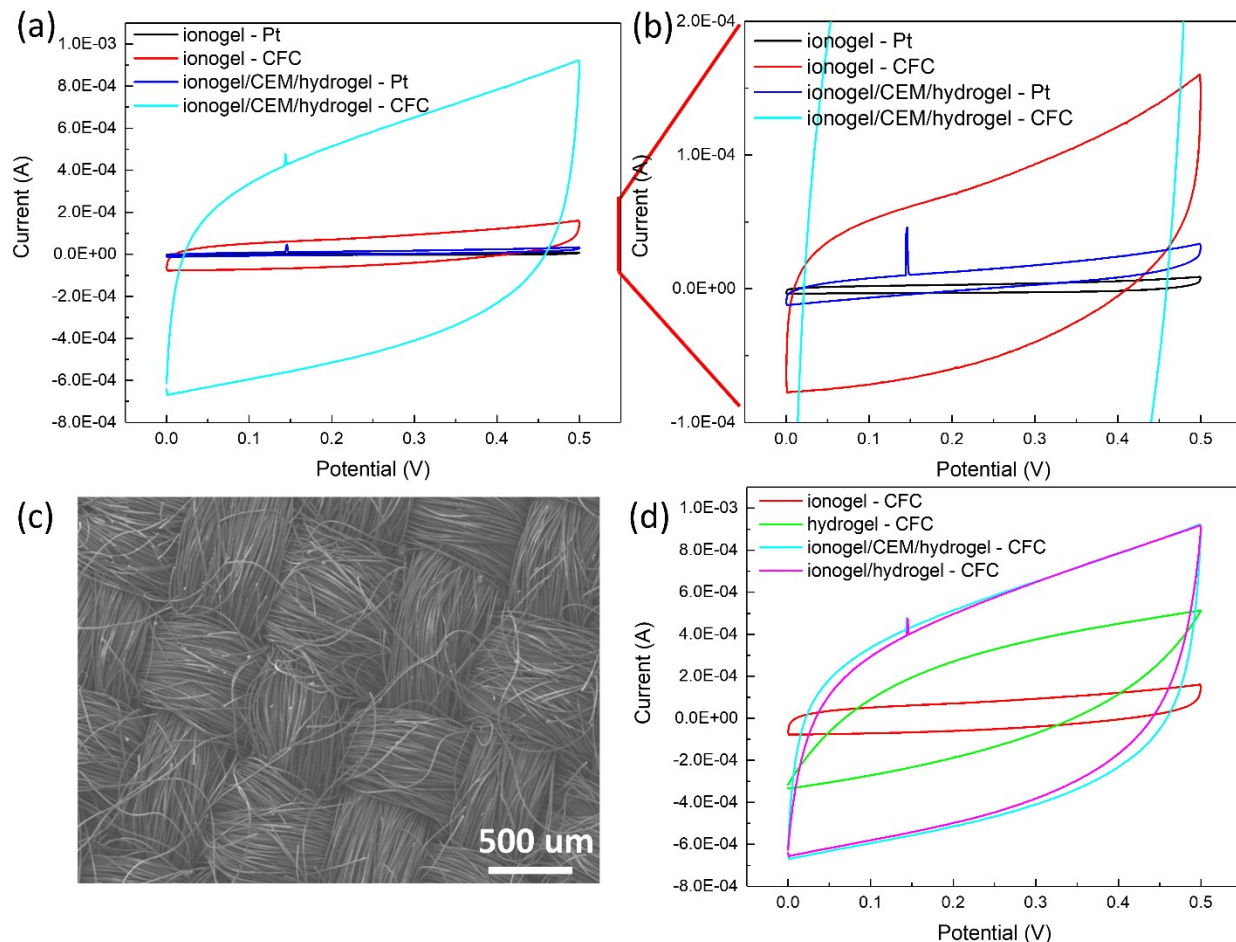 (a)
ionogel - Pt
ionogel - CFC
ionogel/CEM/hydrogel - Pt
ionogel/CEM/hydrogel - CFC
1.0E-03
8.0E-04
6.0E-04
4.0E-04
2.0E-04
0.0E+00
-2.0E-04
-4.0E-04
-6.0E-04
-8.0E-04
Current (A)
0.0
0.1
0.2
0.3
0.4
0.5
Potential (V)
(b)
ionogel - Pt
ionogel - CFC
ionogel/CEM/hydrogel - Pt
ionogel/CEM/hydrogel - CFC
2.0E-04
1.0E-04
0.0E+00
-1.0E-04
Current (A)
0.0
0.1
0.2
0.3
0.4
0.5
Potential (V)
(c)
500 um
(d)
ionogel - CFC
hydrogel - CFC
ionogel/CEM/hydrogel - CFC
ionogel/hydrogel - CFC
1.0E-03
8.0E-04
6.0E-04
4.0E-04
2.0E-04
0.0E+00
-2.0E-04
-4.0E-04
-6.0E-04
-8.0E-04
Current (A)
0.0
0.1
0.2
0.3
0.4
0.5
Potential (V)